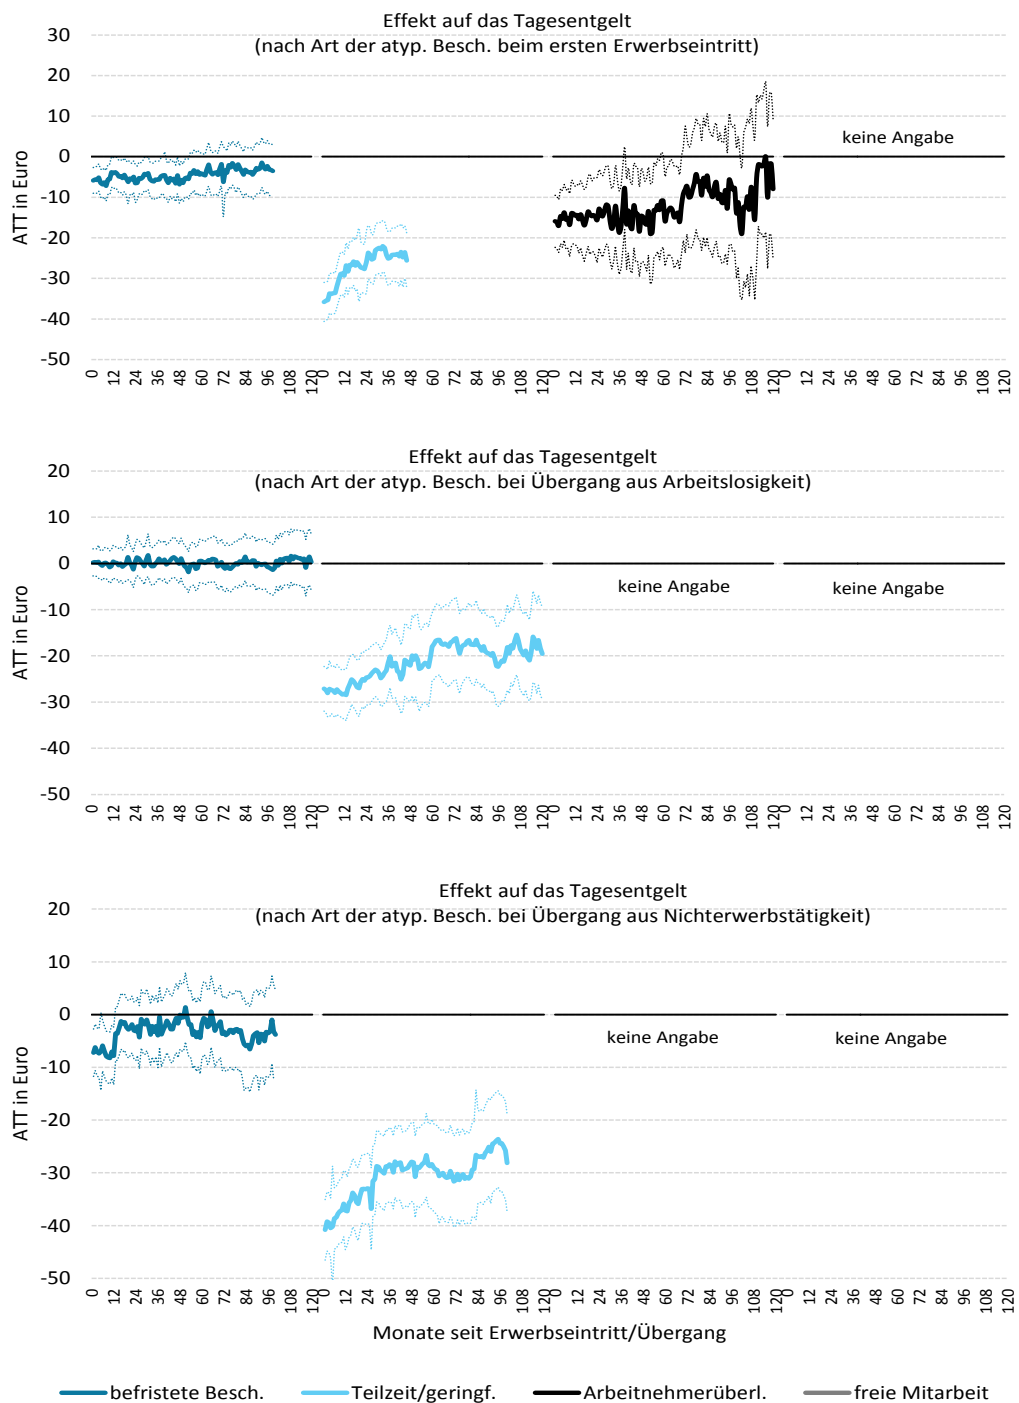 Effekt auf das Tagesentgelt
(nach Art der atyp. Besch. beim ersten Erwerbseintritt)
30
20
10
0
-10
-20
-30
-40
-50
ATT in Euro
keine Angabe
0 12 24 36 48 60 72 84 96 108 120 0 12 24 36 48 60 72 84 96 108 120 0 12 24 36 48 60 72 84 96 108 120 0 12 24 36 48 60 72 84 96 108 120
Effekt auf das Tagesentgelt
(nach Art der atyp. Besch. bei Übergang aus Arbeitslosigkeit)
20
10
0
-10
-20
-30
-40
-50
ATT in Euro
keine Angabe keine Angabe
0 12 24 36 48 60 72 84 96 108 120 0 12 24 36 48 60 72 84 96 108 120 0 12 24 36 48 60 72 84 96 108 120 0 12 24 36 48 60 72 84 96 108 120
Effekt auf das Tagesentgelt
(nach Art der atyp. Besch. bei Übergang aus Nichterwerbstätigkeit)
20
10
0
-10
-20
-30
-40
-50
ATT in Euro
keine Angabe keine Angabe
0 12 24 36 48 60 72 84 96 108 120 0 12 24 36 48 60 72 84 96 108 120 0 12 24 36 48 60 72 84 96 108 120 0 12 24 36 48 60 72 84 96 108 120
Monate seit Erwerbseintritt/Übergang
befristete Besch. Teilzeit/geringf. Arbeitnehmerüberl. freie Mitarbeit